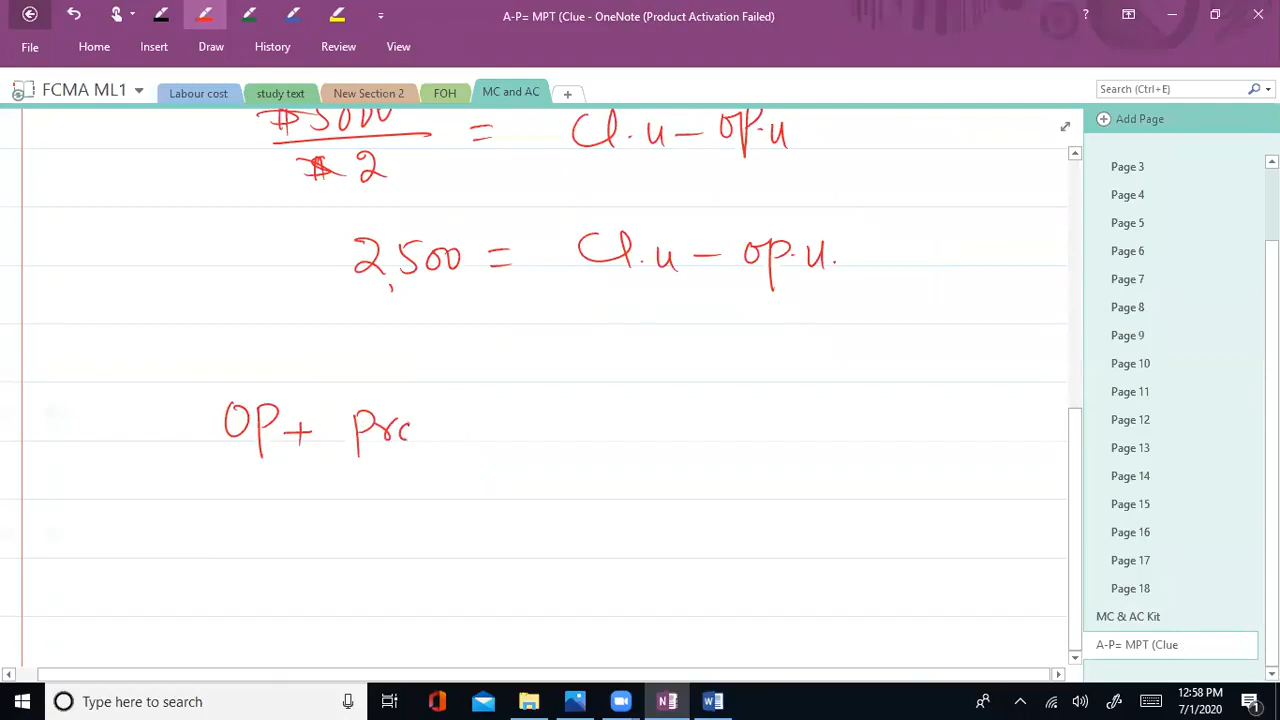 A-P= MPT (Clue - OneNote (Product Activation Failed)
File Home Insert Draw History Review View
FCMA ML1 Labour cost study text New Section 2 FOH MC and AC Search (Ctrl+E)
Add Page
$5000 = Cl.u - OP.u
$ 2
2,500 = Cl.u - OP.u.
OP + Pro
Page 3
Page 4
Page 5
Page 6
Page 7
Page 8
Page 9
Page 10
Page 11
Page 12
Page 13
Page 14
Page 15
Page 16
Page 17
Page 18
MC & AC Kit
A-P= MPT (Clue
Type here to search
12:58 PM
7/1/2020